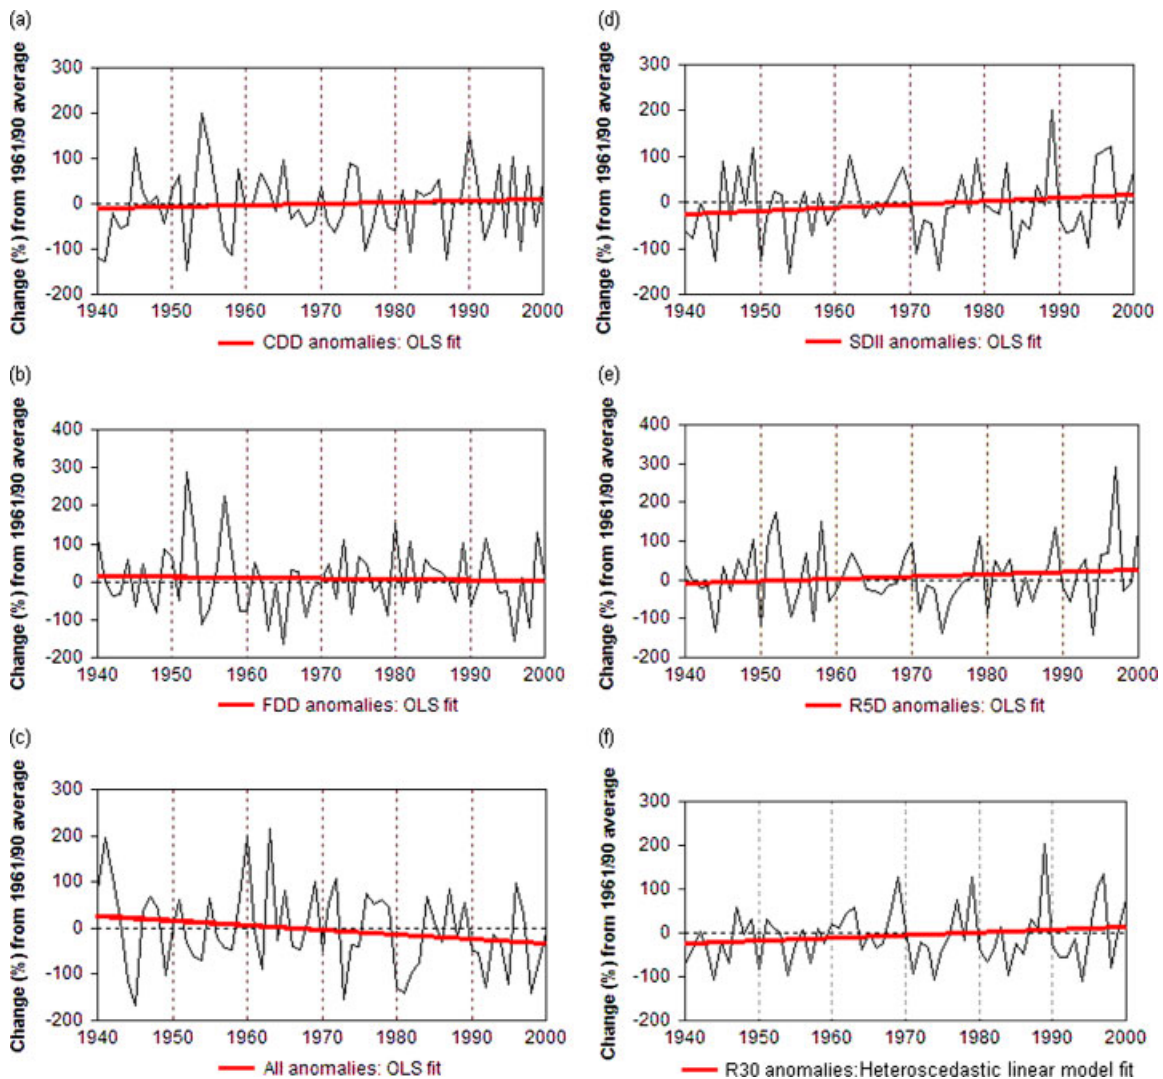 (a)
Change (%) from 1961/90 average
300
200
100
0
-100
-200
1940 1950 1960 1970 1980 1990 2000
CDD anomalies: OLS fit
(d)
Change (%) from 1961/90 average
300
200
100
0
-100
-200
1940 1950 1960 1970 1980 1990 2000
SDII anomalies: OLS fit
(b)
Change (%) from 1961/90 average
400
300
200
100
0
-100
-200
1940 1950 1960 1970 1980 1990 2000
FDD anomalies: OLS fit
(e)
Change (%) from 1961/90 average
400
300
200
100
0
-100
-200
1940 1950 1960 1970 1980 1990 2000
R5D anomalies: OLS fit
(c)
Change (%) from 1961/90 average
300
200
100
0
-100
-200
1940 1950 1960 1970 1980 1990 2000
All anomalies: OLS fit
(f)
Change (%) from 1961/90 average
300
200
100
0
-100
-200
1940 1950 1960 1970 1980 1990 2000
R30 anomalies:Heteroscedastic linear model fit